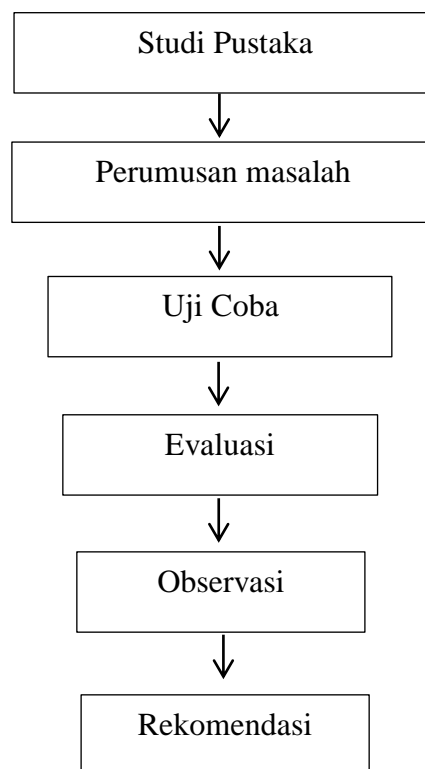 Studi Pustaka
Perumusan masalah
Uji Coba
Evaluasi
Observasi
Rekomendasi